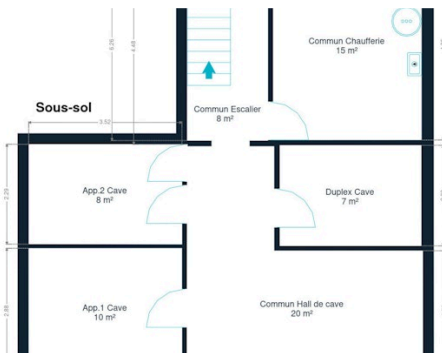 Commun Chaufferie
15 m²
Sous-sol
Commun Escalier
8 m²
3.52
App.2 Cave
8 m²
Duplex Cave
7 m²
App.1 Cave
10 m²
Commun Hall de cave
20 m²